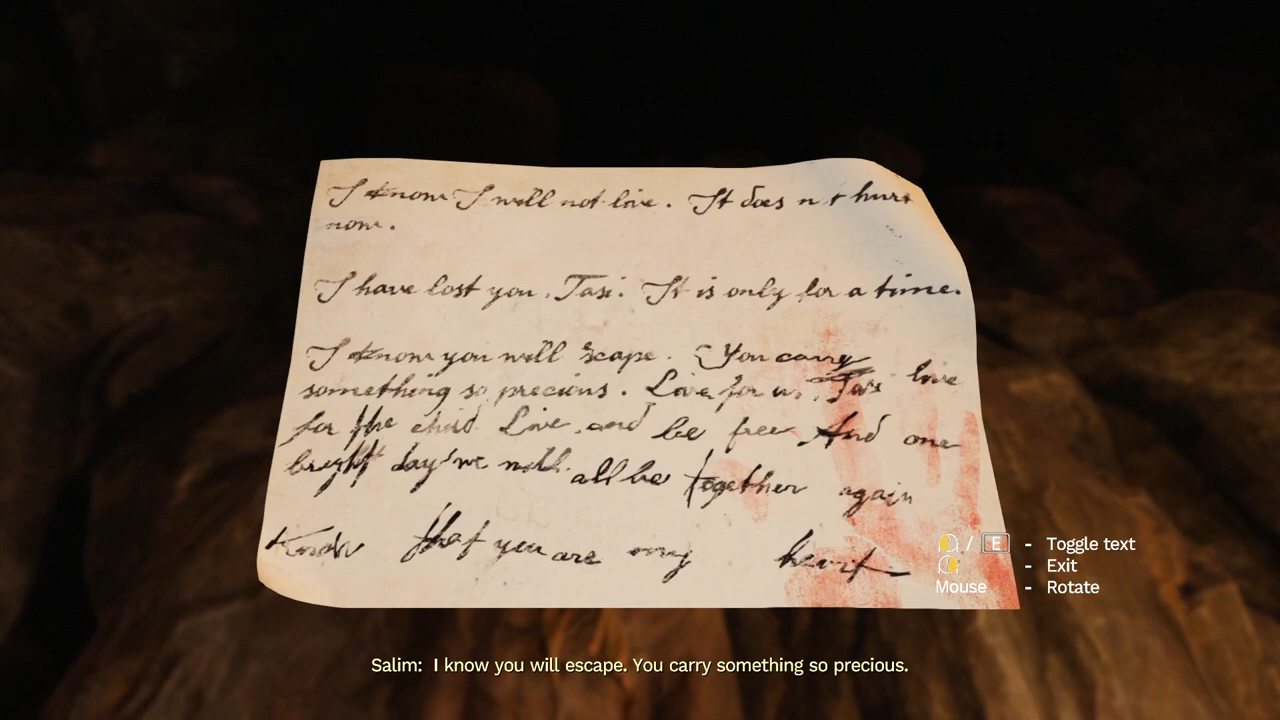 I know I will not live. It does n t hurt
now.
I have lost you, Tasi. It is only for a time.
I know you will scape. You carry
something so precious. Live for us, Tasi love
for the child Live, and be free And one
bright day we will all be together again
Know that you are my heart
E - Toggle text
- Exit
Mouse - Rotate
Salim: I know you will escape. You carry something so precious.